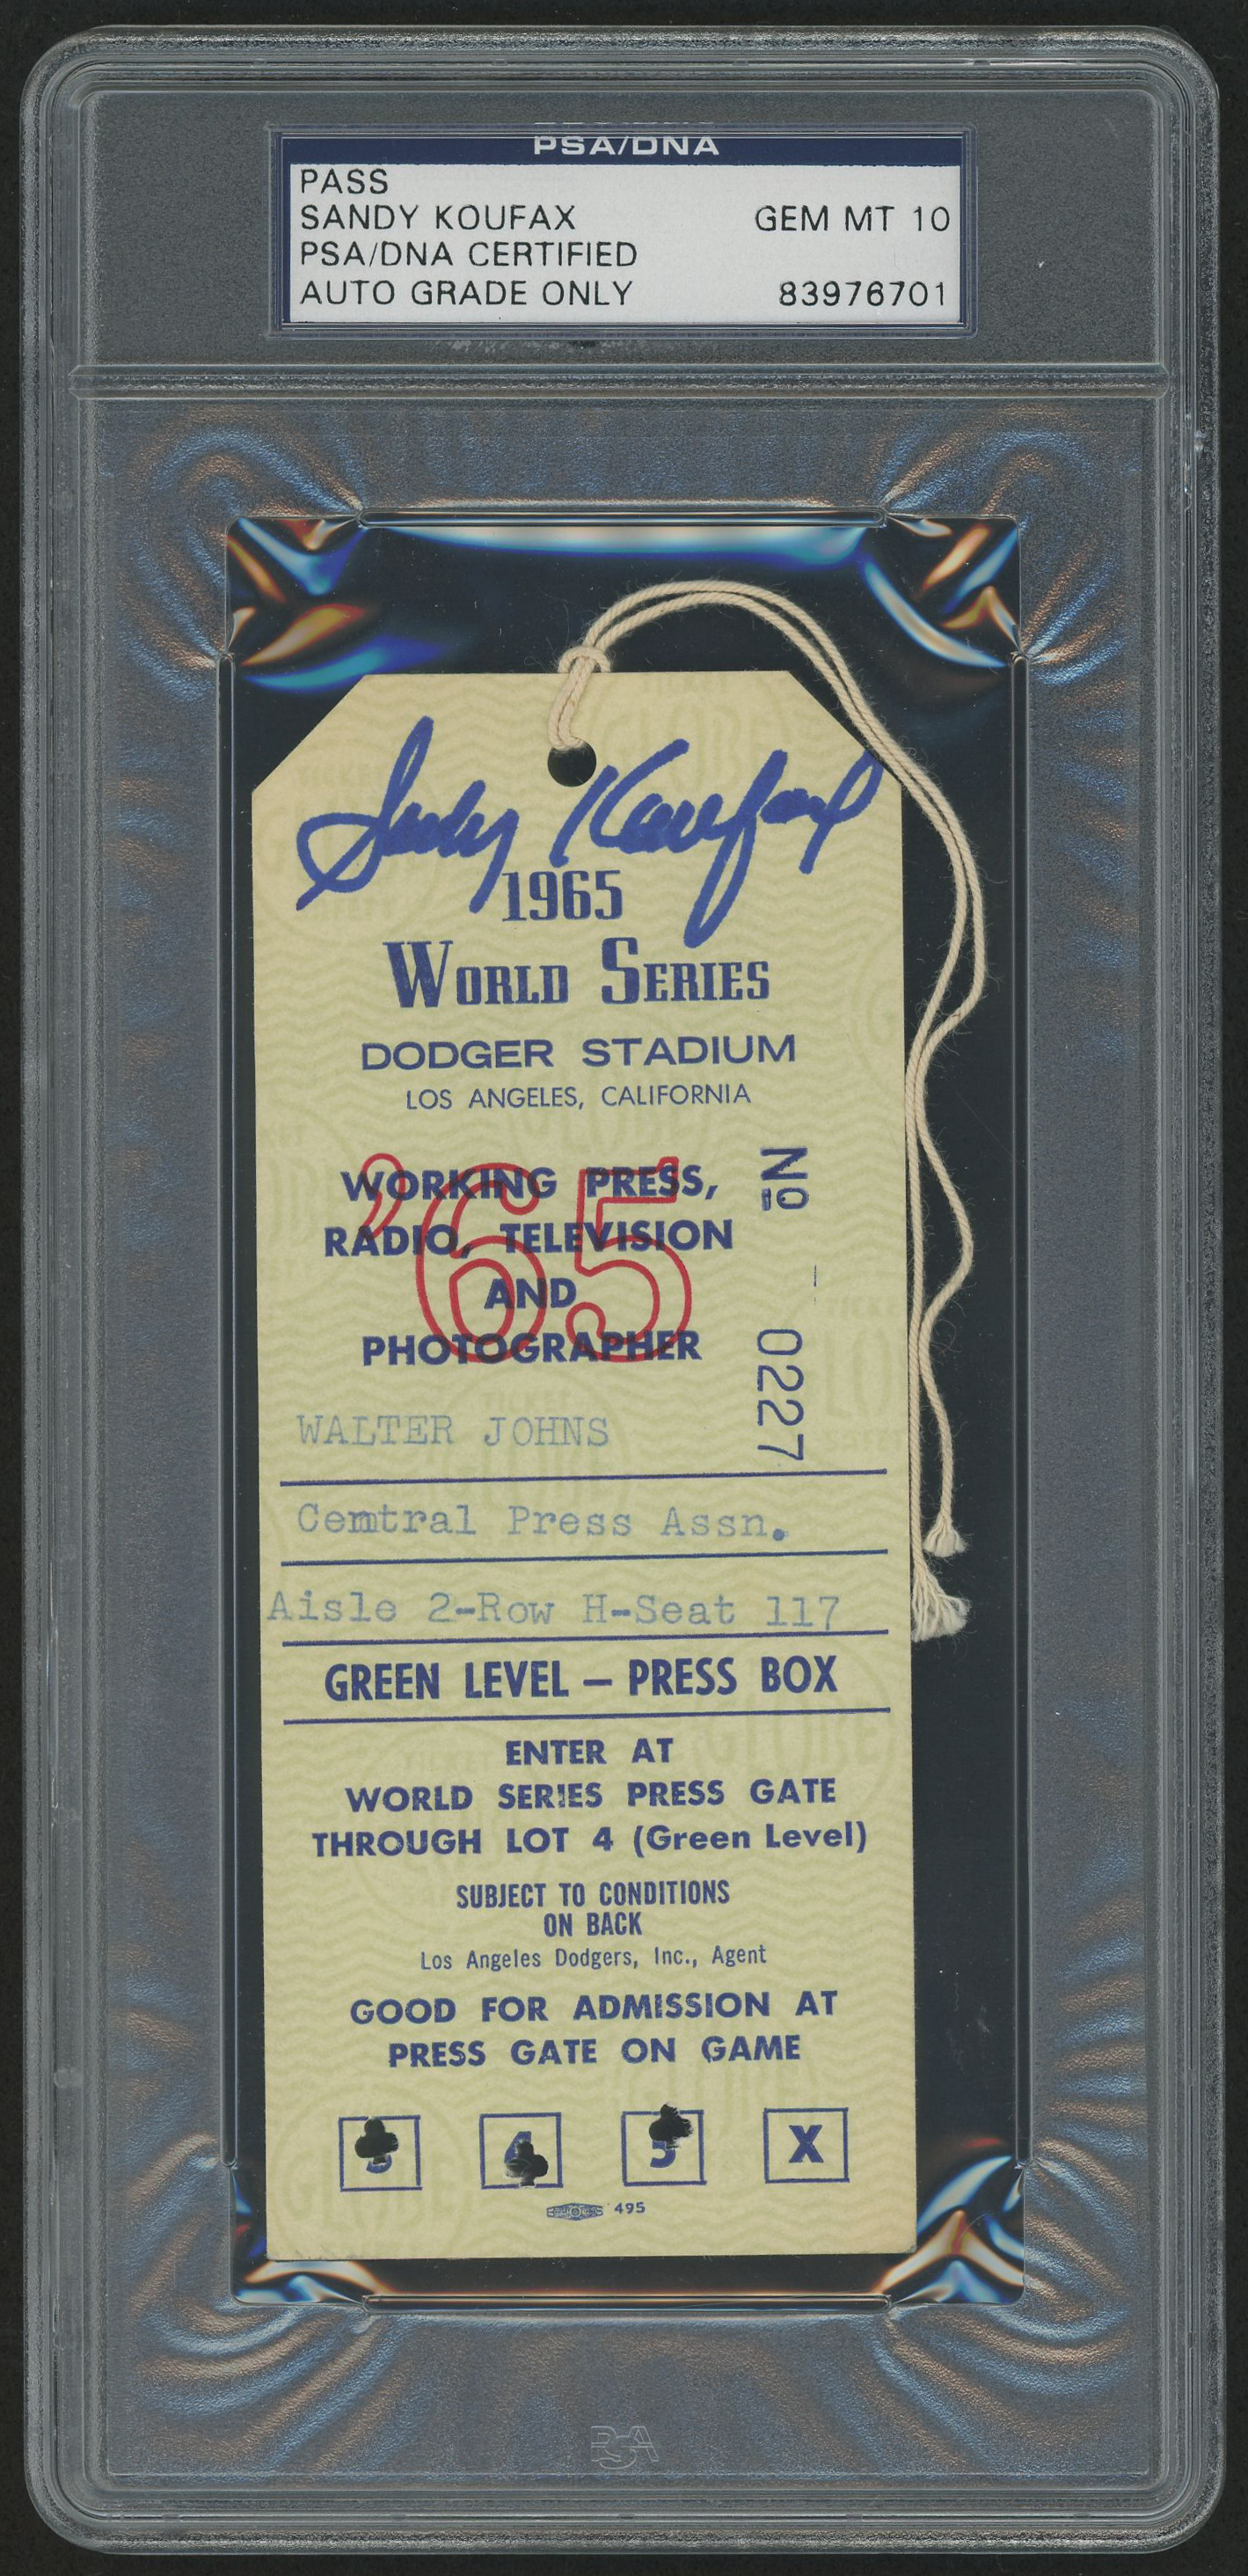 PSA/DNA
PASS
SANDY KOUFAX GEM MT 10
PSA/DNA CERTIFIED
AUTO GRADE ONLY 83976701
Sandy Koufax
1965
WORLD SERIES
DODGER STADIUM
LOS ANGELES, CALIFORNIA
'65
WORKING PRESS,
RADIO, TELEVISION
AND
PHOTOGRAPHER
No - 0227
WALTER JOHNS
Cemtral Press Assn.
Aisle 2-Row H-Seat 117
GREEN LEVEL — PRESS BOX
ENTER AT
WORLD SERIES PRESS GATE
THROUGH LOT 4 (Green Level)
SUBJECT TO CONDITIONS
ON BACK
Los Angeles Dodgers, Inc., Agent
GOOD FOR ADMISSION AT
PRESS GATE ON GAME
4 5 X
495
PSA